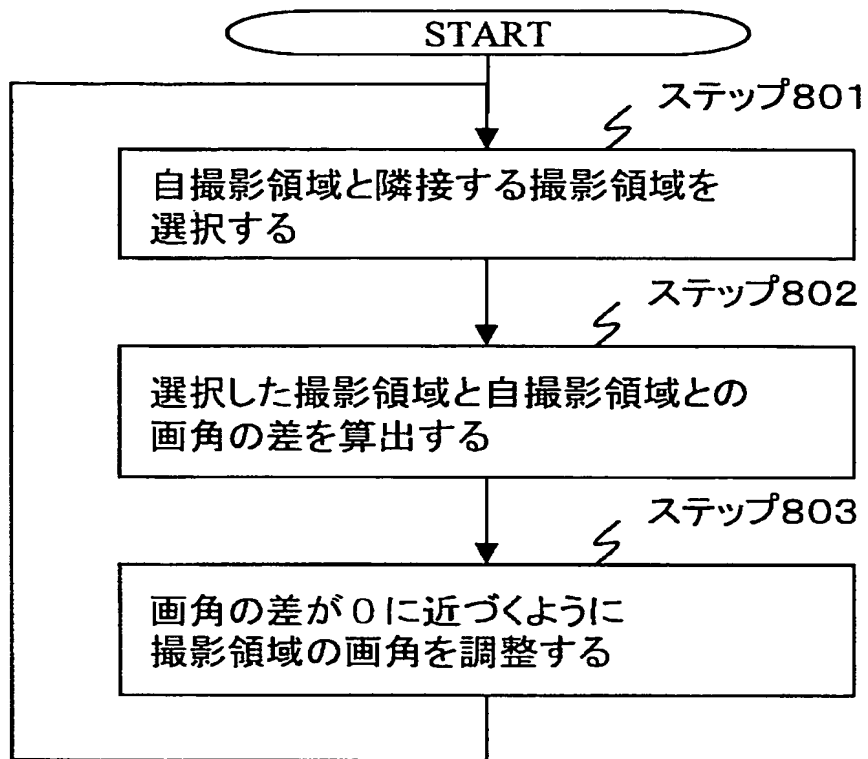 START
ステップ801
自撮影領域と隣接する撮影領域を
選択する
ステップ802
選択した撮影領域と自撮影領域との
画角の差を算出する
ステップ803
画角の差が0に近づくように
撮影領域の画角を調整する